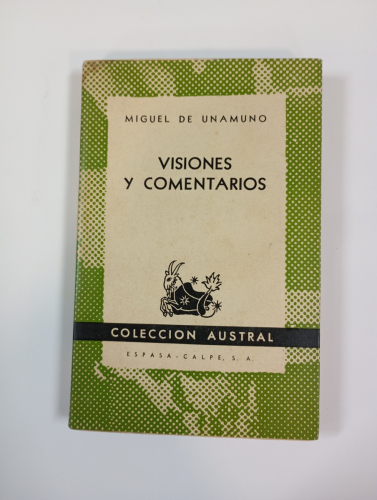 MIGUEL DE UNAMUNO
VISIONES
Y COMENTARIOS
COLECCION AUSTRAL
ESPASA-CALPE, S. A.